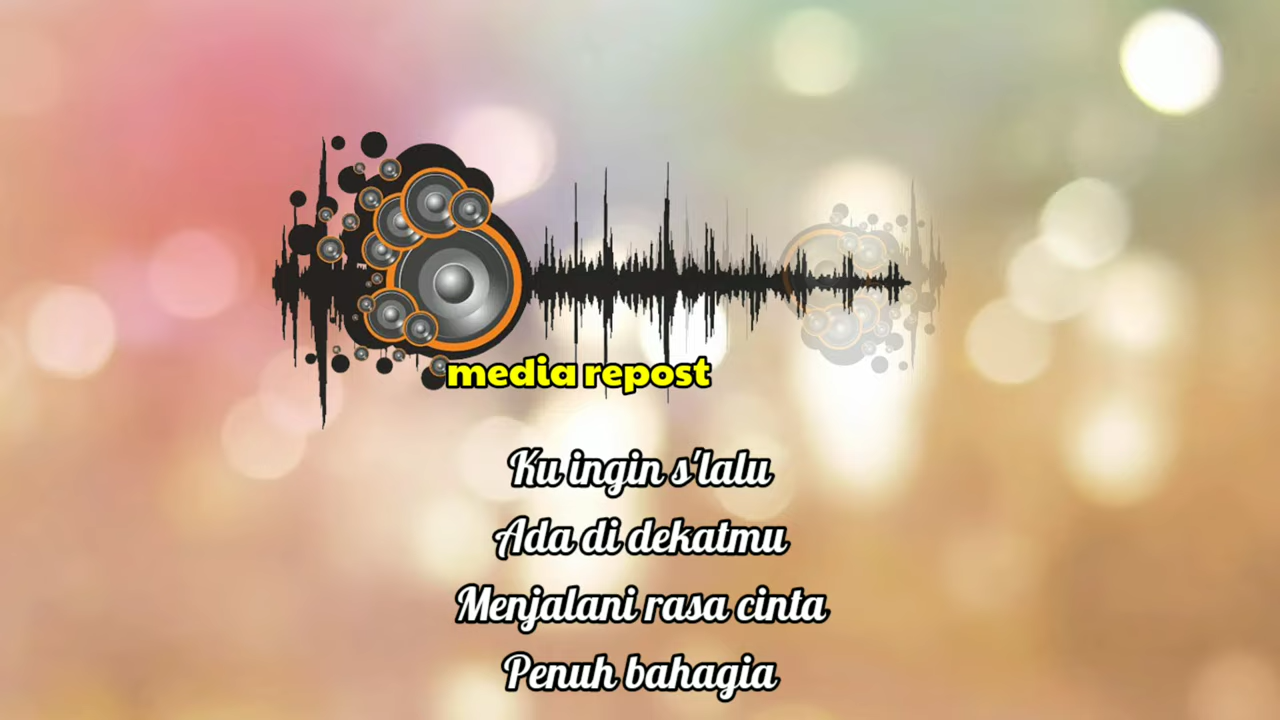 media repost
Ku ingin s'lalu
Ada di dekatmu
Menjalani rasa cinta
Penuh bahagia